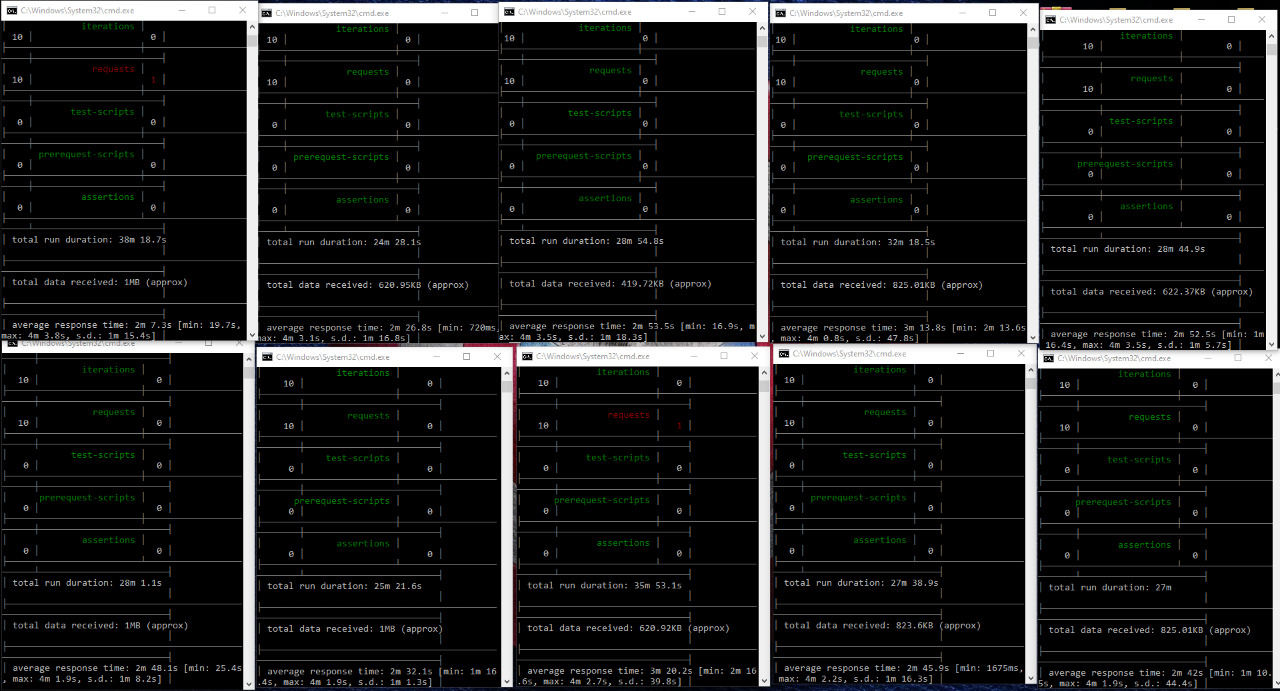 C:\Windows\System32\cmd.exe
iterations
10 0
requests
10 1
test-scripts
0 0
prerequest-scripts
0 0
assertions
0 0
total run duration: 38m 18.7s
total data received: 1MB (approx)
average response time: 2m 7.3s [min: 19.7s,
max: 4m 3.8s, s.d.: 1m 15.4s]
C:\Windows\System32\cmd.exe
iterations
10 0
requests
10 0
test-scripts
0 0
prerequest-scripts
0 0
assertions
0 0
total run duration: 24m 28.1s
total data received: 620.95KB (approx)
average response time: 2m 26.8s [min: 720ms,
max: 4m 3.1s, s.d.: 1m 16.8s]
C:\Windows\System32\cmd.exe
iterations
10 0
requests
10 0
test-scripts
0 0
prerequest-scripts
0 0
assertions
0 0
total run duration: 28m 54.8s
total data received: 419.72KB (approx)
average response time: 2m 53.5s [min: 16.9s, m
ax: 4m 3.5s, s.d.: 1m 18.3s]
C:\Windows\System32\cmd.exe
iterations
10 0
requests
10 0
test-scripts
0 0
prerequest-scripts
0 0
assertions
0 0
total run duration: 32m 18.5s
total data received: 825.01KB (approx)
average response time: 3m 13.8s [min: 2m 13.6s
max: 4m 0.8s, s.d.: 47.8s]
C:\Windows\System32\cmd.exe
iterations
10 0
requests
10 0
test-scripts
0 0
prerequest-scripts
0 0
assertions
0 0
total run duration: 28m 44.9s
total data received: 622.37KB (approx)
average response time: 2m 52.5s [min: 1m
16.4s, max: 4m 3.5s, s.d.: 1m 5.7s]
C:\Windows\System32\cmd.exe
iterations
10 0
requests
10 0
test-scripts
0 0
prerequest-scripts
0 0
assertions
0 0
total run duration: 28m 1.1s
total data received: 1MB (approx)
average response time: 2m 48.1s [min: 25.4s
, max: 4m 1.9s, s.d.: 1m 8.2s]
C:\Windows\System32\cmd.exe
iterations
10 0
requests
10 0
test-scripts
0 0
prerequest-scripts
0 0
assertions
0 0
total run duration: 25m 21.6s
total data received: 1MB (approx)
average response time: 2m 32.1s [min: 1m 16
.4s, max: 4m 1.9s, s.d.: 1m 1.3s]
C:\Windows\System32\cmd.exe
iterations
10 0
requests
10 1
test-scripts
0 0
prerequest-scripts
0 0
assertions
0 0
total run duration: 35m 53.1s
total data received: 620.92KB (approx)
average response time: 3m 20.2s [min: 2m 16
.6s, max: 4m 2.7s, s.d.: 39.8s]
C:\Windows\System32\cmd.exe
iterations
10 0
requests
10 0
test-scripts
0 0
prerequest-scripts
0 0
assertions
0 0
total run duration: 27m 38.9s
total data received: 823.6KB (approx)
average response time: 2m 45.9s [min: 1675ms,
max: 4m 2.2s, s.d.: 1m 16.3s]
C:\Windows\System32\cmd.exe
iterations
10 0
requests
10 0
test-scripts
0 0
prerequest-scripts
0 0
assertions
0 0
total run duration: 27m
total data received: 825.01KB (approx)
average response time: 2m 42s [min: 1m 10.
5s, max: 4m 1.9s, s.d.: 44.4s]